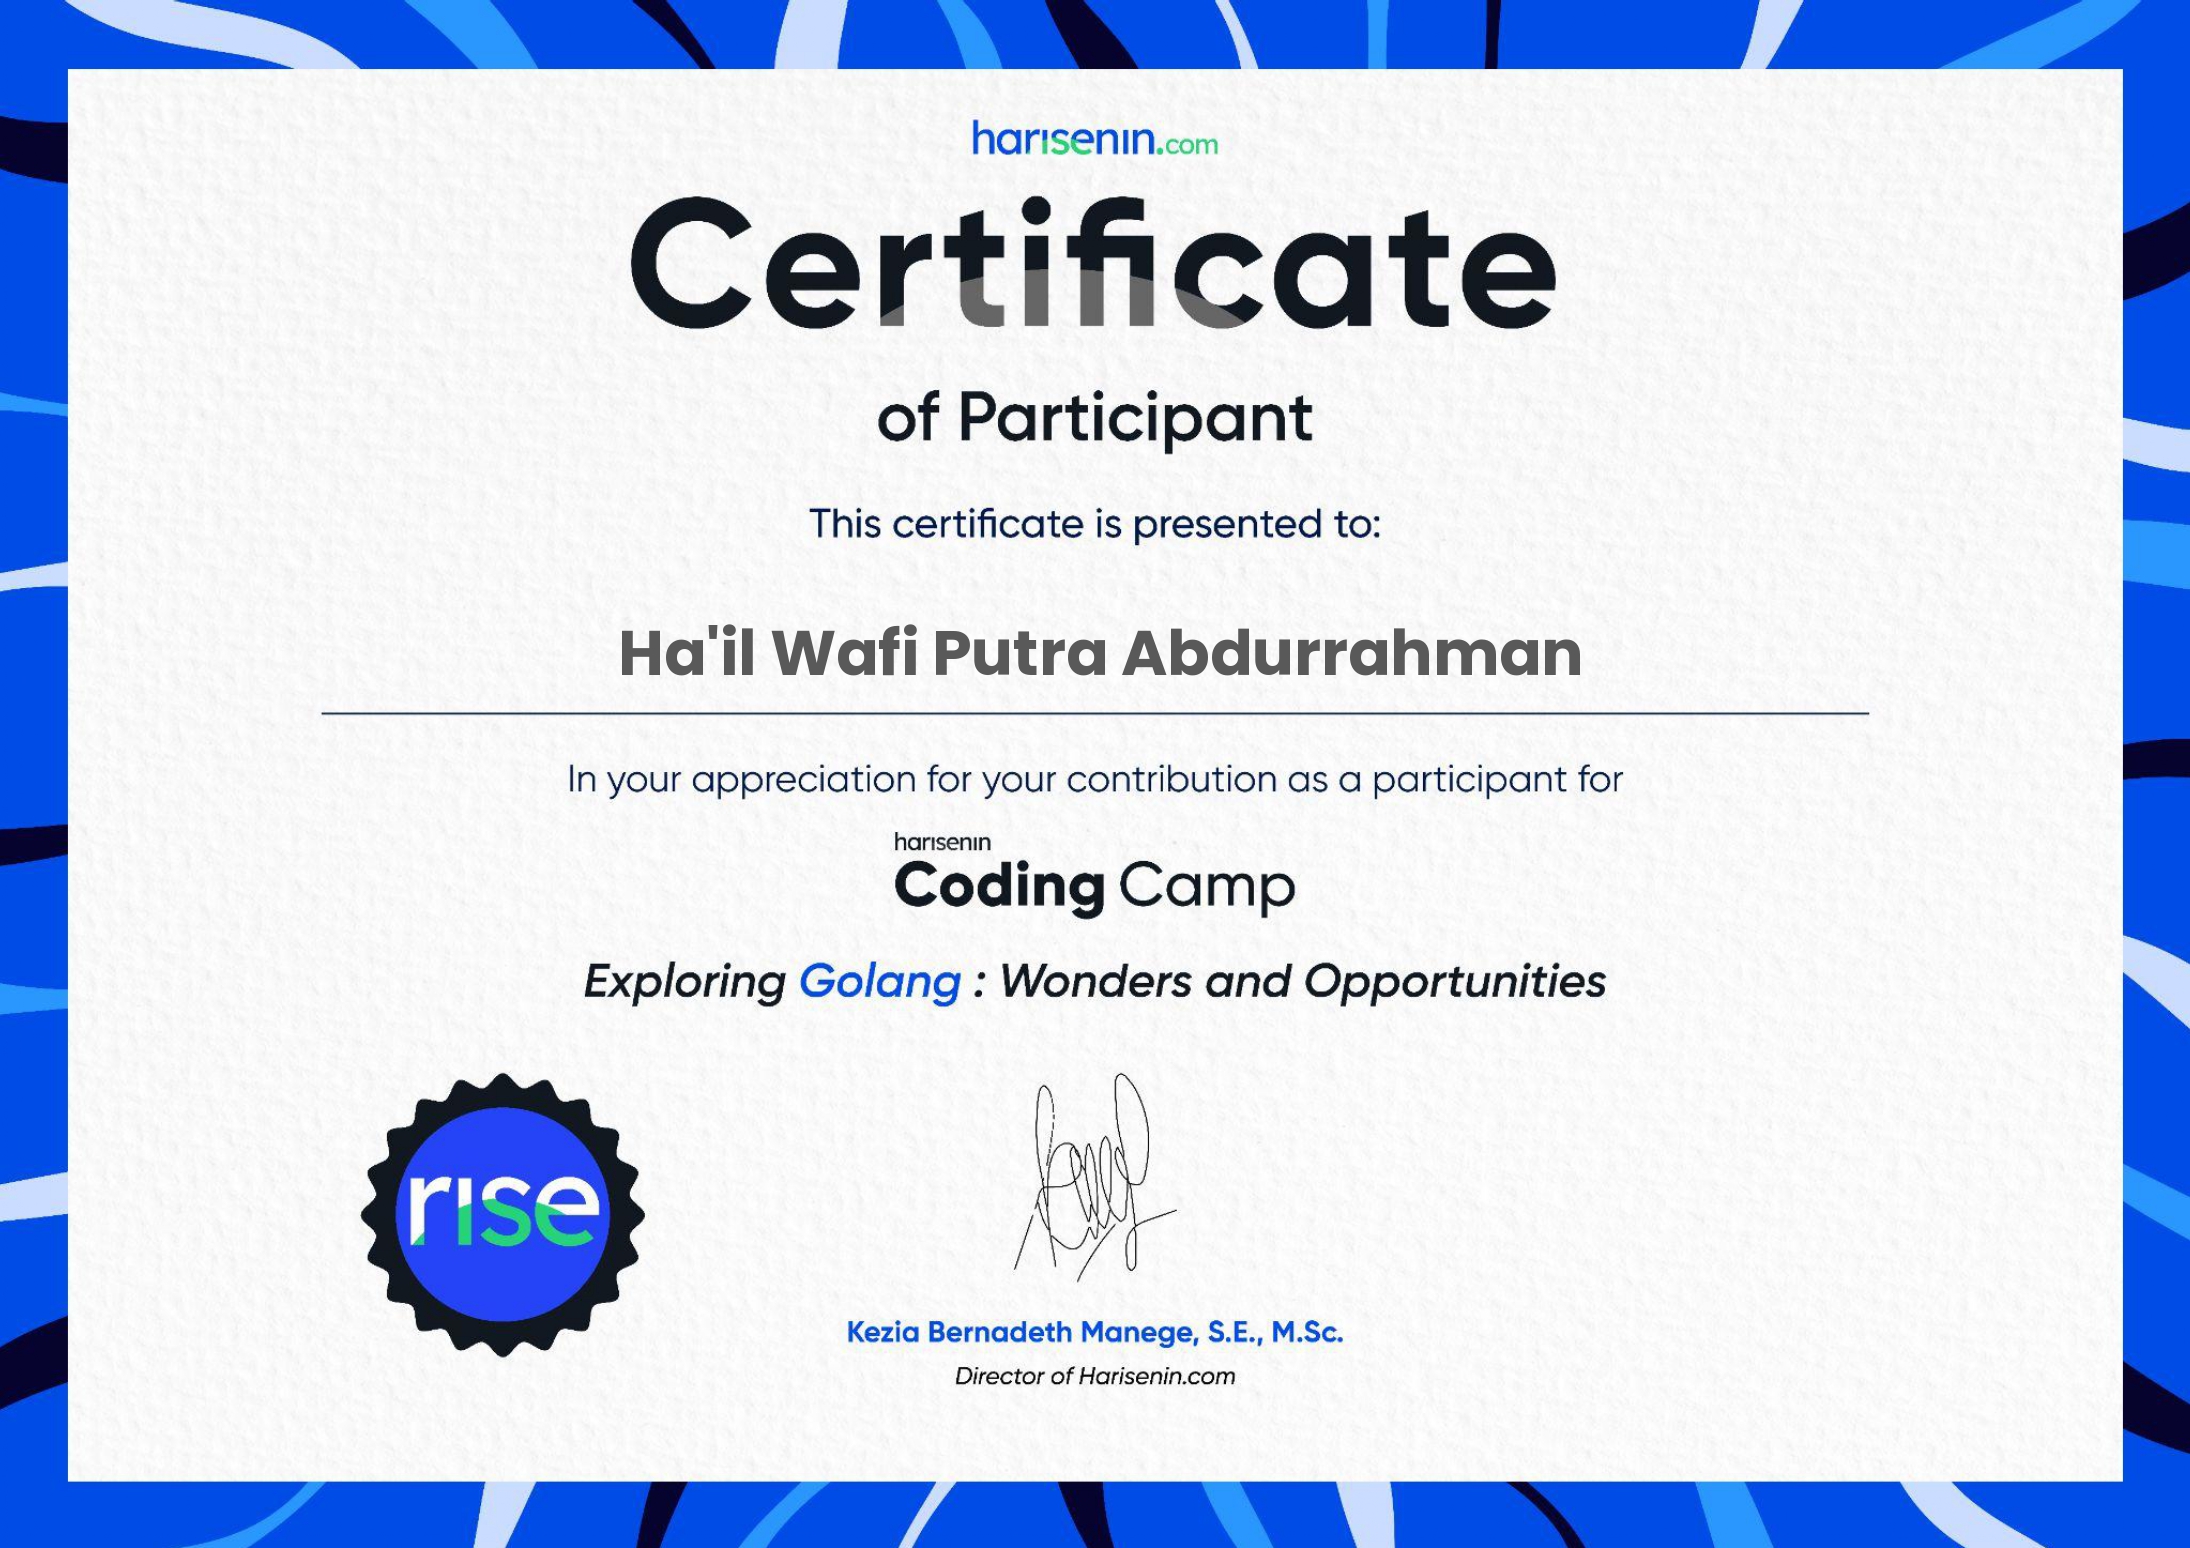 harisenin.com
Certificate
of Participant
This certificate is presented to:
Ha'il Wafi Putra Abdurrahman
In your appreciation for your contribution as a participant for
harisenin
Coding Camp
Exploring Golang : Wonders and Opportunities
rise
Kezia Bernadeth Manege, S.E., M.Sc.
Director of Harisenin.com